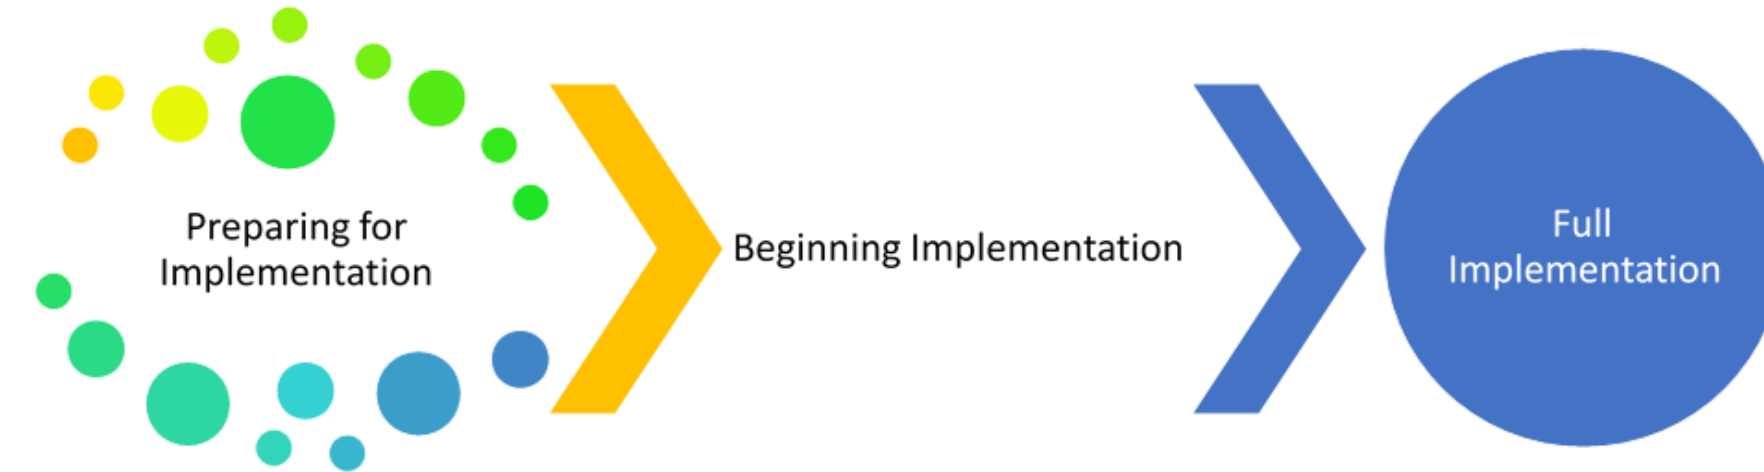 Preparing for
Implementation
Beginning Implementation
Full
Implementation